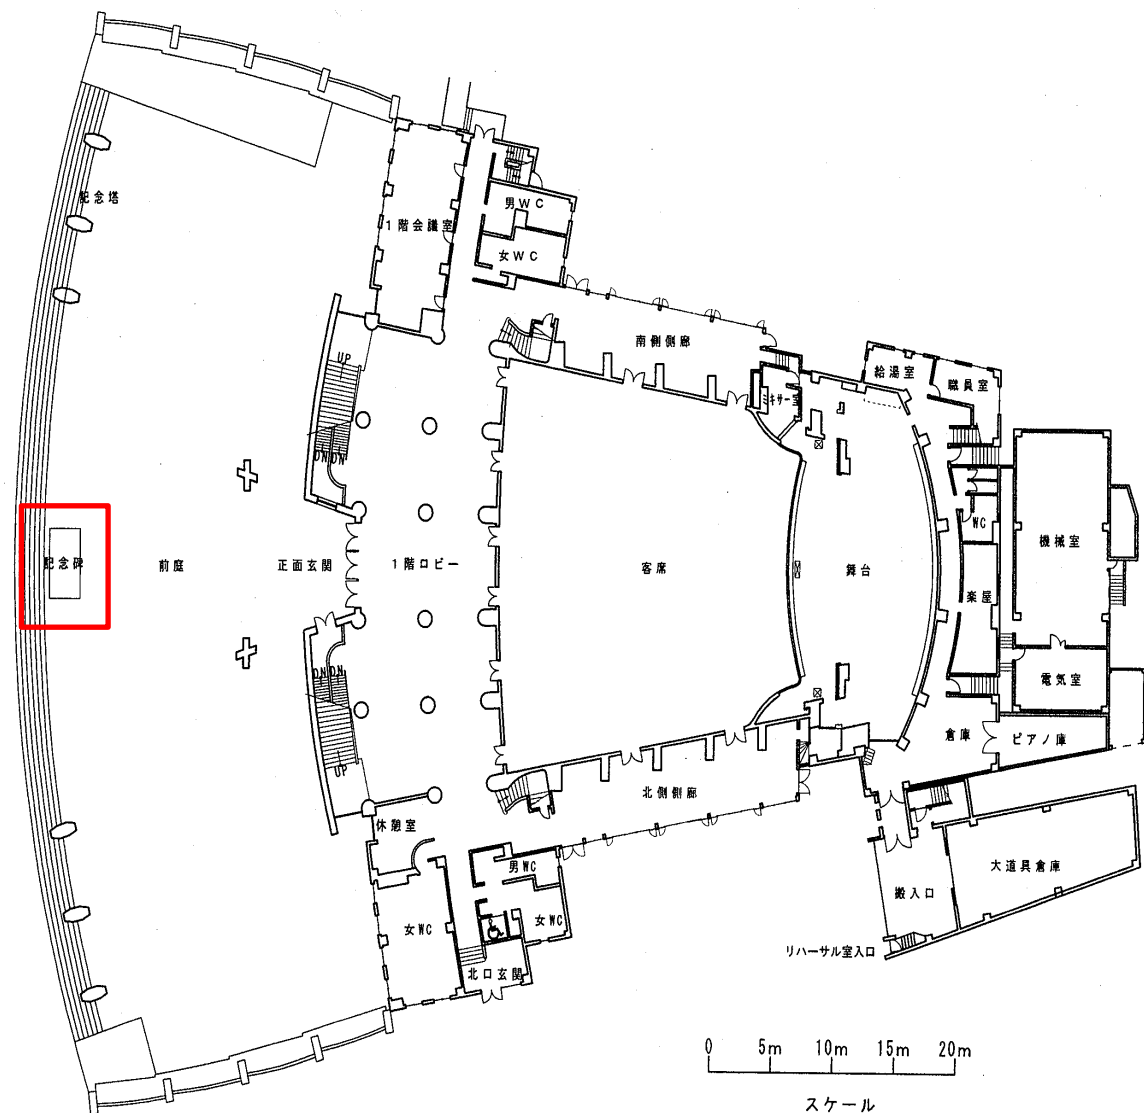 記念塔
1階会議室
男WC
女WC
UP
DN DN
南側側廊
ミキサー室
給湯室
職員室
記念碑
前庭
正面玄関
1階ロビー
客席
舞台
WC
楽屋
機械室
電気室
DN DN
UP
倉庫
ピアノ庫
北側側廊
休憩室
男WC
女WC
女WC
北口玄関
大道具倉庫
搬入口
リハーサル室入口
0 5m 10m 15m 20m
スケール